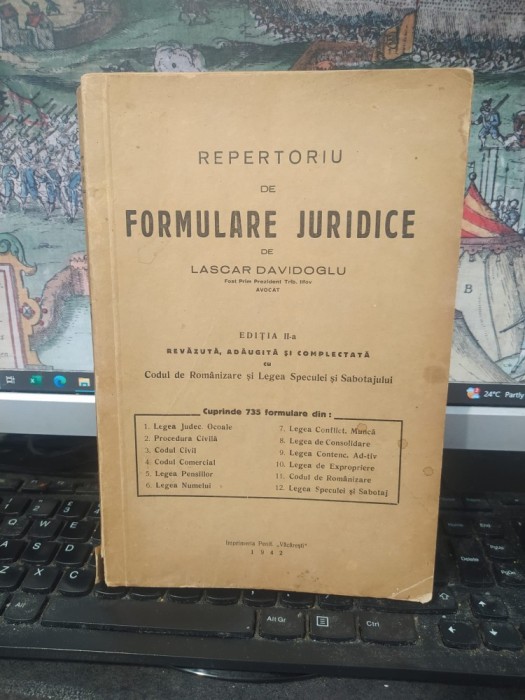 REPERTORIU
DE
FORMULARE JURIDICE
DE
LASCAR DAVIDOGLU
Fost Prim Prezident Trib. Ilfov
AVOCAT
EDIȚIA II-a
REVĂZUTĂ, ADĂUGITĂ ȘI COMPLECTATĂ
CU
Codul de Românizare și Legea Speculei și Sabotajului
Cuprinde 735 formulare din :
1. Legea Judec. Ocoale
2. Procedura Civilă
3. Codul Civil
4. Codul Comercial
5. Legea Pensiilor
6. Legea Numelui
7. Legea Conflict. Muncă
8. Legea de Consolidare
9. Legea Contenc. Ad-tiv
10. Legea de Expropriere
11. Codul de Românizare
12. Legea Speculei și Sabotaj
Imprimeria Penit. „Văcărești"
1942
B
24°C Partly
Q
W
E
A
S
D
Z
X
C
Alt
Alt Gr
Ctrl